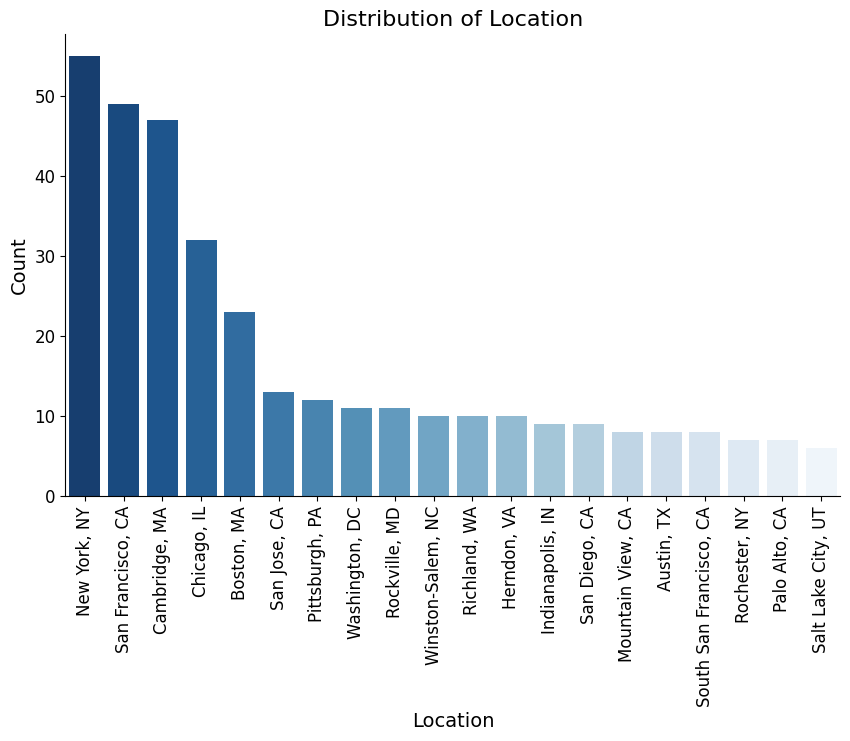 Distribution of Location
Count
50
40
30
20
10
0
New York, NY
San Francisco, CA
Cambridge, MA
Chicago, IL
Boston, MA
San Jose, CA
Pittsburgh, PA
Washington, DC
Rockville, MD
Winston-Salem, NC
Richland, WA
Herndon, VA
Indianapolis, IN
San Diego, CA
Mountain View, CA
Austin, TX
South San Francisco, CA
Rochester, NY
Palo Alto, CA
Salt Lake City, UT
Location